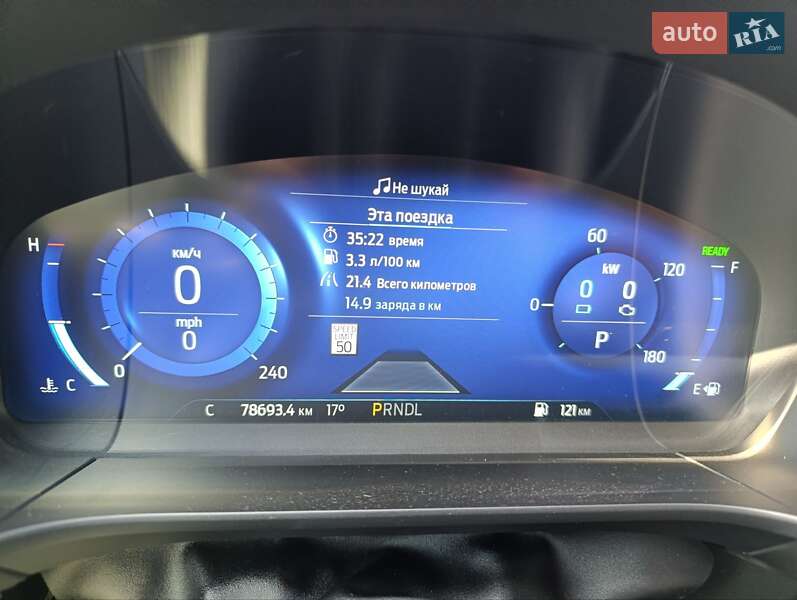 auto RIA .com
Не шукай
Эта поездка
35:22 время
3.3 л/100 км
21.4 Всего километров
14.9 заряда в км
SPEED
LIMIT
50
H
C
км/ч
0
mph
0
0
240
60
120
0
180
kW
0 0
P
READY
F
E
C 78693.4 км 17° PRNDL 121 км